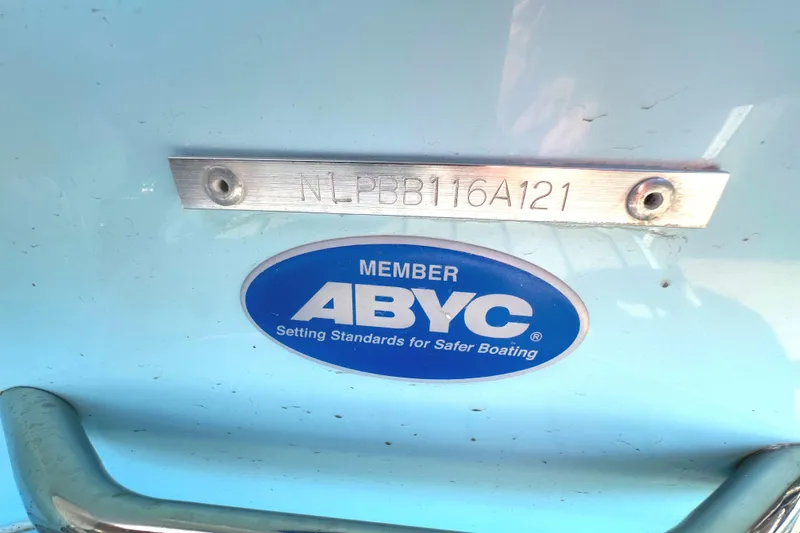 NLPBB116A121
MEMBER
ABYC®
Setting Standards for Safer Boating